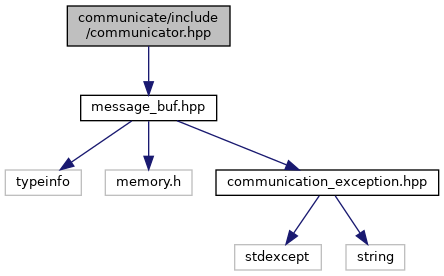 communicate/include
/communicator.hpp
message_buf.hpp
typeinfo
memory.h
communication_exception.hpp
stdexcept
string